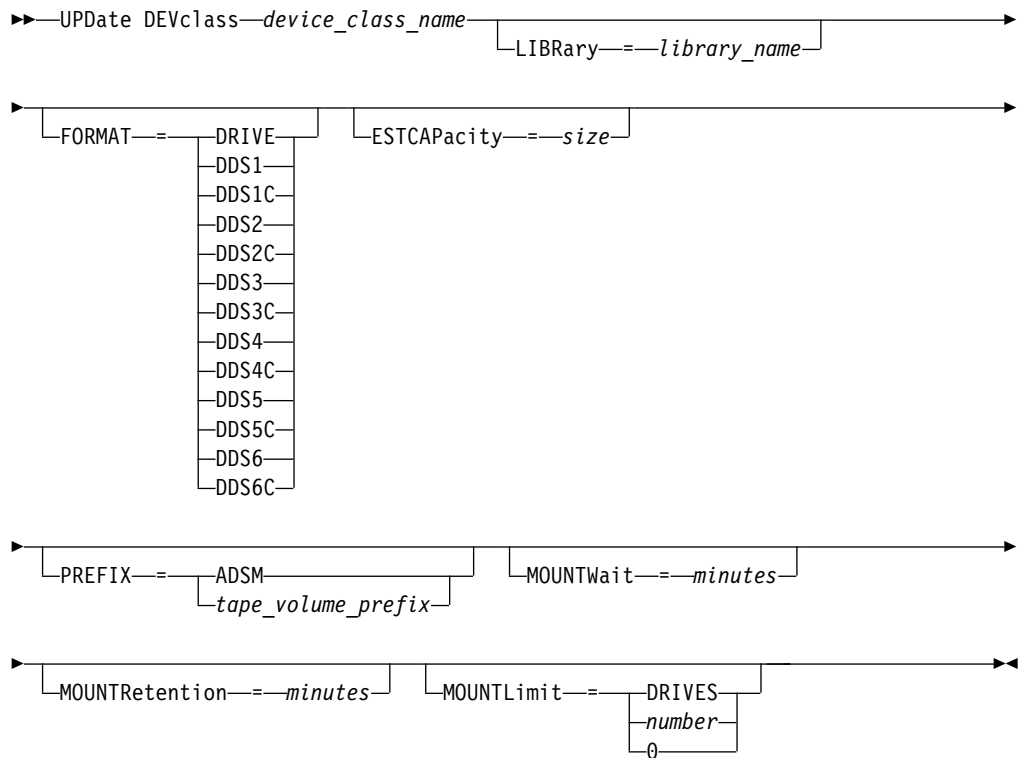 UPDate DEVclass device_class_name
LIBRary = library_name
FORMAT = DRIVE
DDS1
DDS1C
DDS2
DDS2C
DDS3
DDS3C
DDS4
DDS4C
DDS5
DDS5C
DDS6
DDS6C
ESTCAPacity = size
PREFIX = ADSM
tape_volume_prefix
MOUNTWait = minutes
MOUNTRetention = minutes
MOUNTLimit = DRIVES
number
0